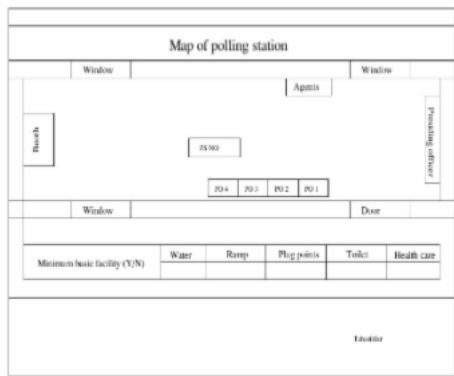 Map of polling station
Window Window
Agents
Booth
Presiding officer
PO 4 PO 3 PO 2 PO 1
Window Door
Minimum basic facility (Y/N) Water Ramp Plug points Toilet Health care